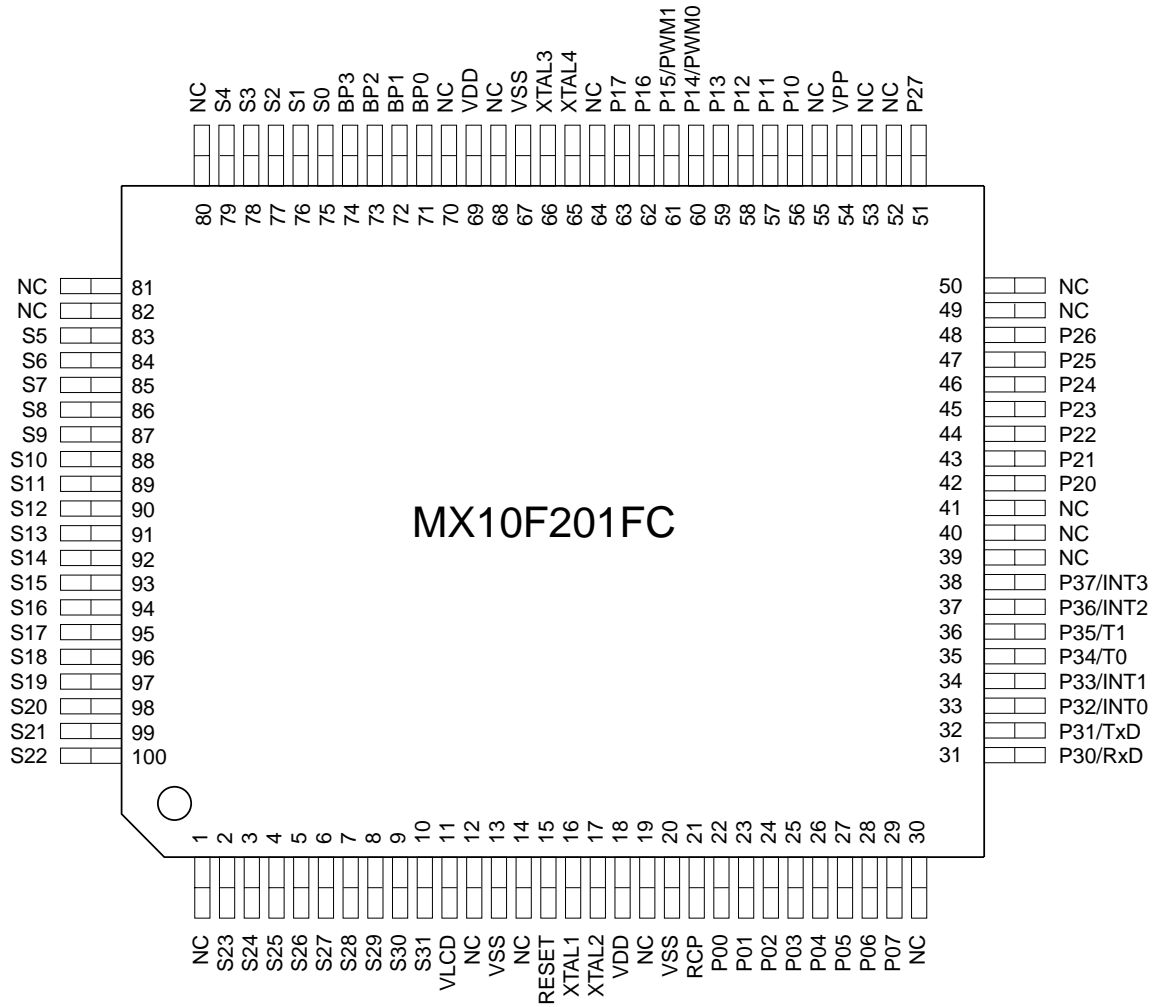 NC S4 S3 S2 S1 S0 BP3 BP2 BP1 BP0 NC VDD NC VSS XTAL3 XTAL4 NC P17 P16 P15/PWM1 P14/PWM0 P13 P12 P11 P10 NC VPP NC NC P27
80 79 78 77 76 75 74 73 72 71 70 69 68 67 66 65 64 63 62 61 60 59 58 57 56 55 54 53 52 51
NC 81 50 NC
NC 82 49 NC
S5 83 48 P26
S6 84 47 P25
S7 85 46 P24
S8 86 45 P23
S9 87 44 P22
S10 88 43 P21
S11 89 42 P20
S12 90 41 NC
MX10F201FC
S13 91 40 NC
S14 92 39 NC
S15 93 38 P37/INT3
S16 94 37 P36/INT2
S17 95 36 P35/T1
S18 96 35 P34/T0
S19 97 34 P33/INT1
S20 98 33 P32/INT0
S21 99 32 P31/TxD
S22 100 31 P30/RxD
1 2 3 4 5 6 7 8 9 10 11 12 13 14 15 16 17 18 19 20 21 22 23 24 25 26 27 28 29 30
NC S23 S24 S25 S26 S27 S28 S29 S30 S31 VLCD NC VSS NC RESET XTAL1 XTAL2 VDD NC VSS RCP P00 P01 P02 P03 P04 P05 P06 P07 NC